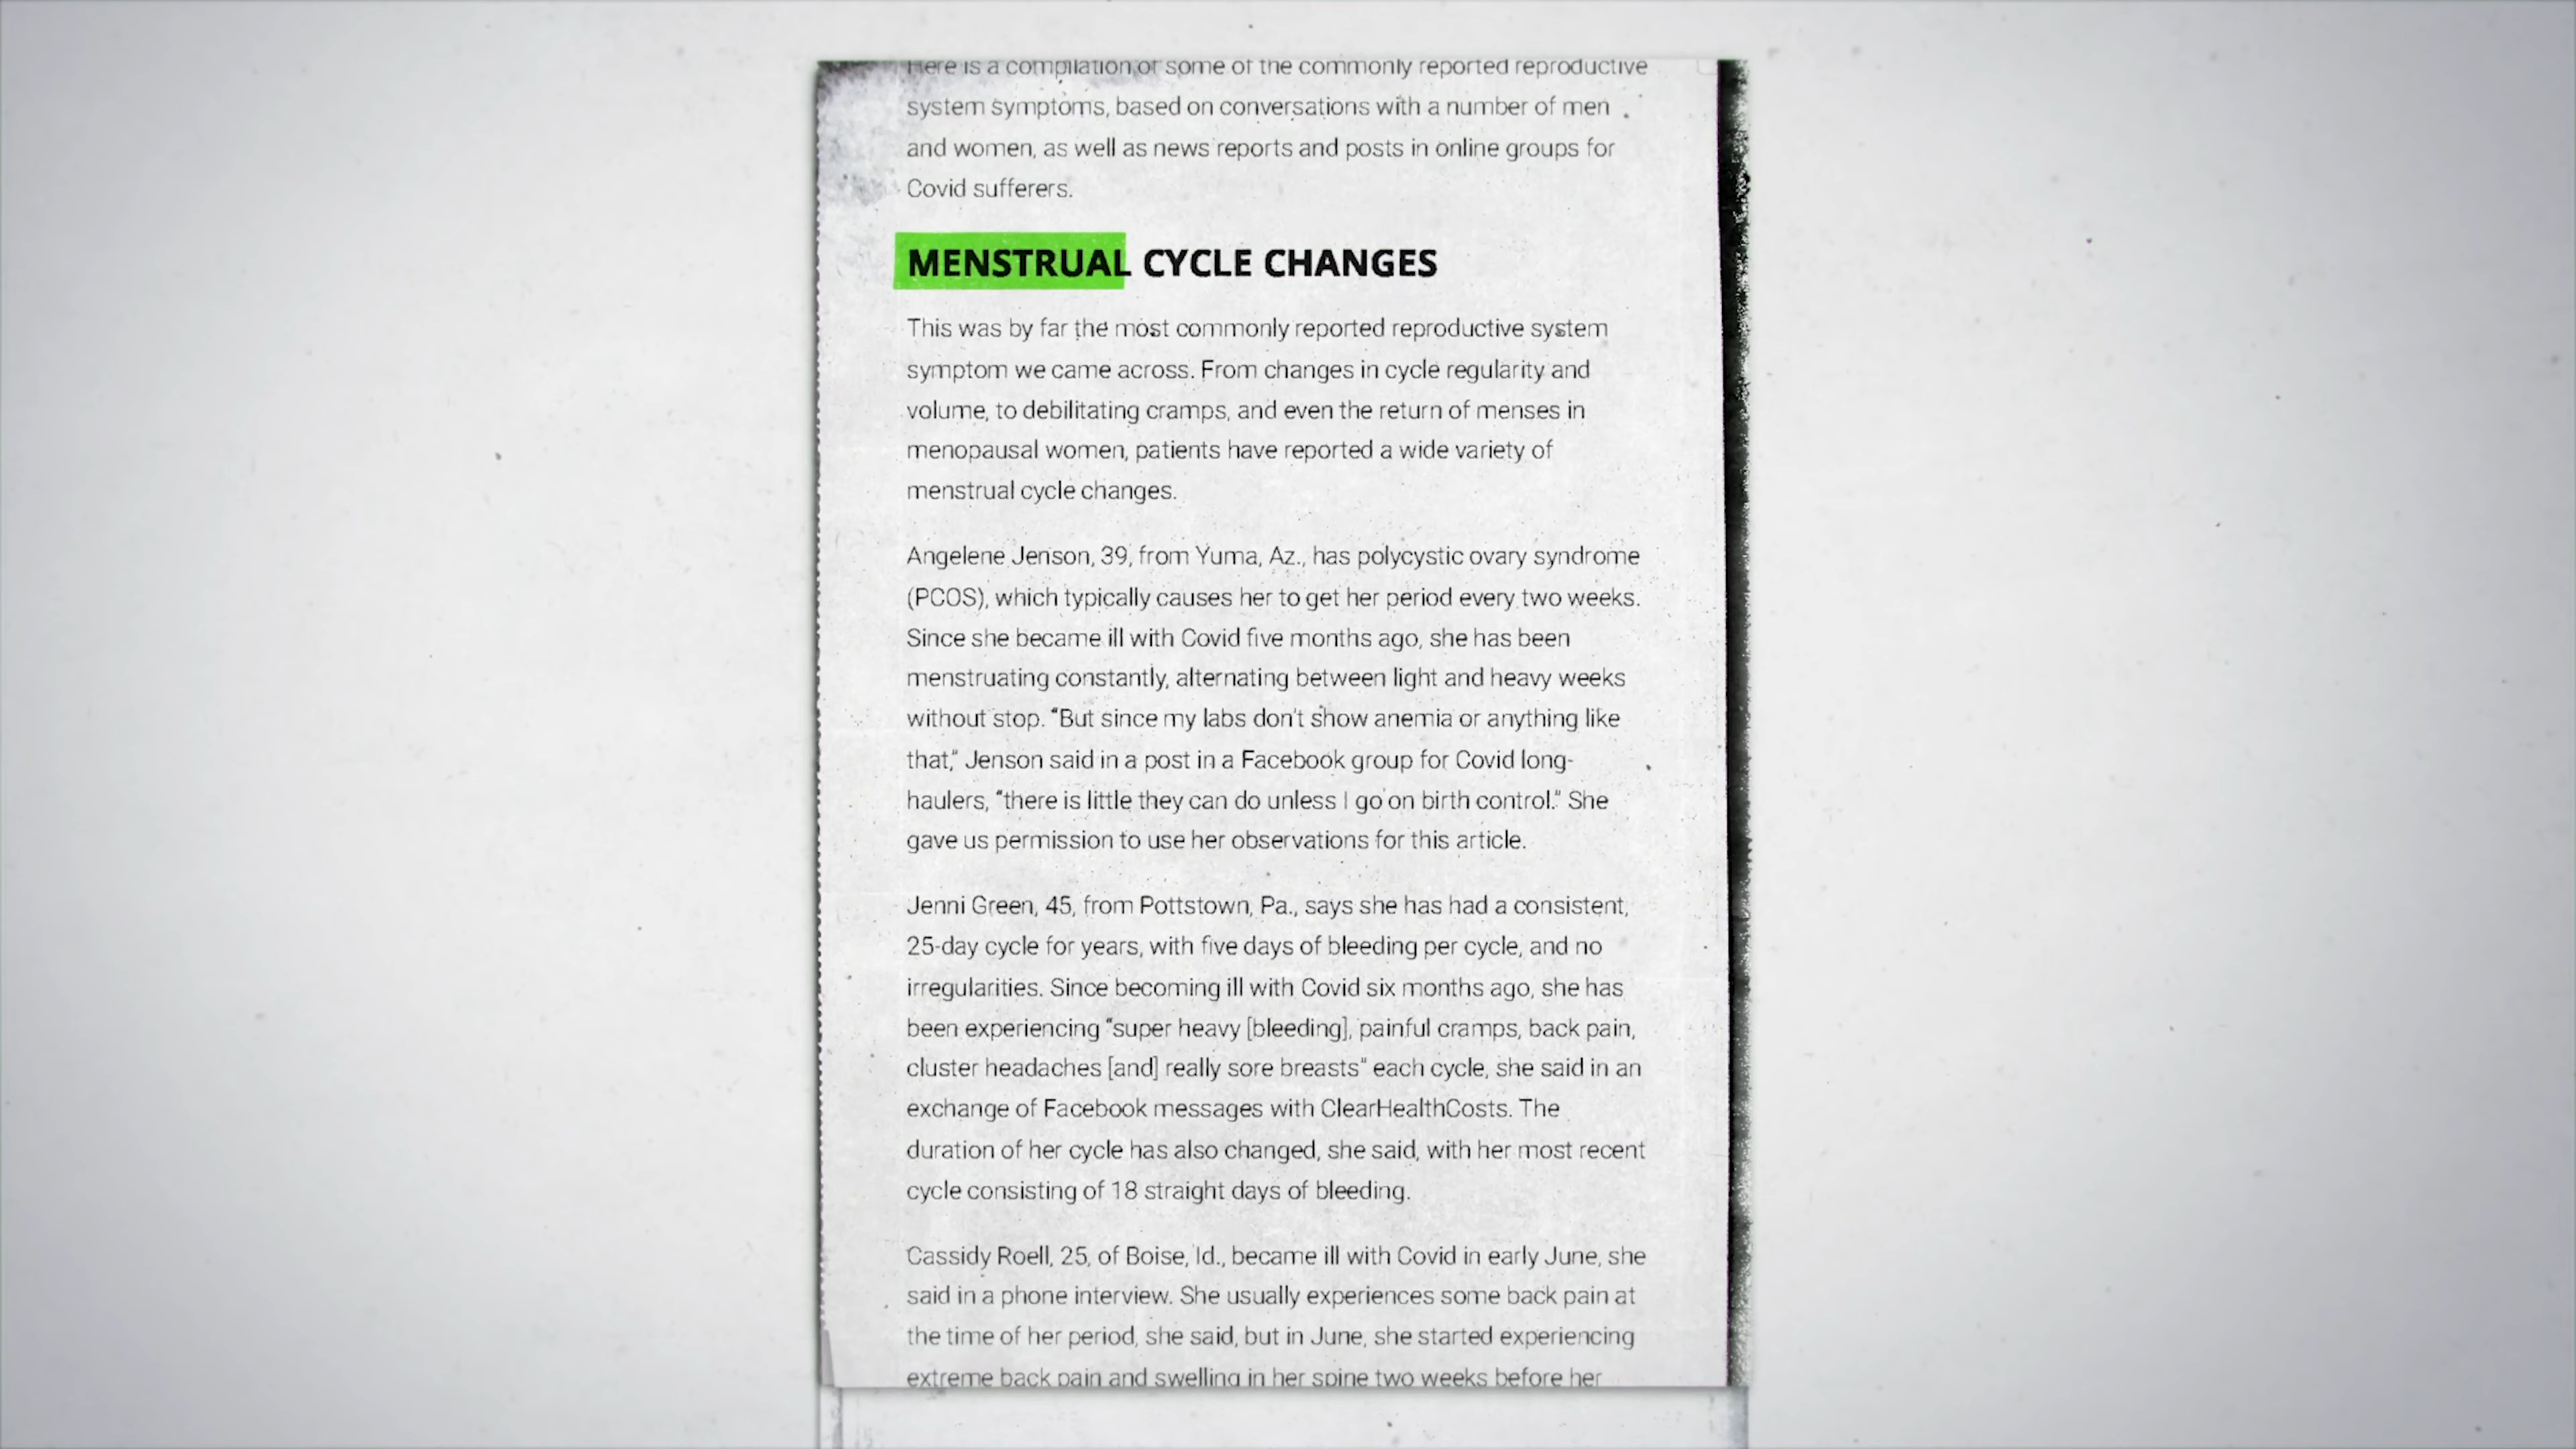 Here is a compilation of some of the commonly reported reproductive
system symptoms, based on conversations with a number of men
and women, as well as news reports and posts in online groups for
Covid sufferers.
MENSTRUAL CYCLE CHANGES
This was by far the most commonly reported reproductive system
symptom we came across. From changes in cycle regularity and
volume, to debilitating cramps, and even the return of menses in
menopausal women, patients have reported a wide variety of
menstrual cycle changes.
Angelene Jenson, 39, from Yuma, Az., has polycystic ovary syndrome
(PCOS), which typically causes her to get her period every two weeks.
Since she became ill with Covid five months ago, she has been
menstruating constantly, alternating between light and heavy weeks
without stop. “But since my labs don't show anemia or anything like
that,” Jenson said in a post in a Facebook group for Covid long-
haulers, “there is little they can do unless I go on birth control.” She
gave us permission to use her observations for this article.
Jenni Green, 45, from Pottstown, Pa., says she has had a consistent,
25-day cycle for years, with five days of bleeding per cycle, and no
irregularities. Since becoming ill with Covid six months ago, she has
been experiencing “super heavy [bleeding], painful cramps, back pain,
cluster headaches [and] really sore breasts” each cycle, she said in an
exchange of Facebook messages with ClearHealthCosts. The
duration of her cycle has also changed, she said, with her most recent
cycle consisting of 18 straight days of bleeding.
Cassidy Roell, 25, of Boise, Id., became ill with Covid in early June, she
said in a phone interview. She usually experiences some back pain at
the time of her period, she said, but in June, she started experiencing
extreme back pain and swelling in her spine two weeks before her